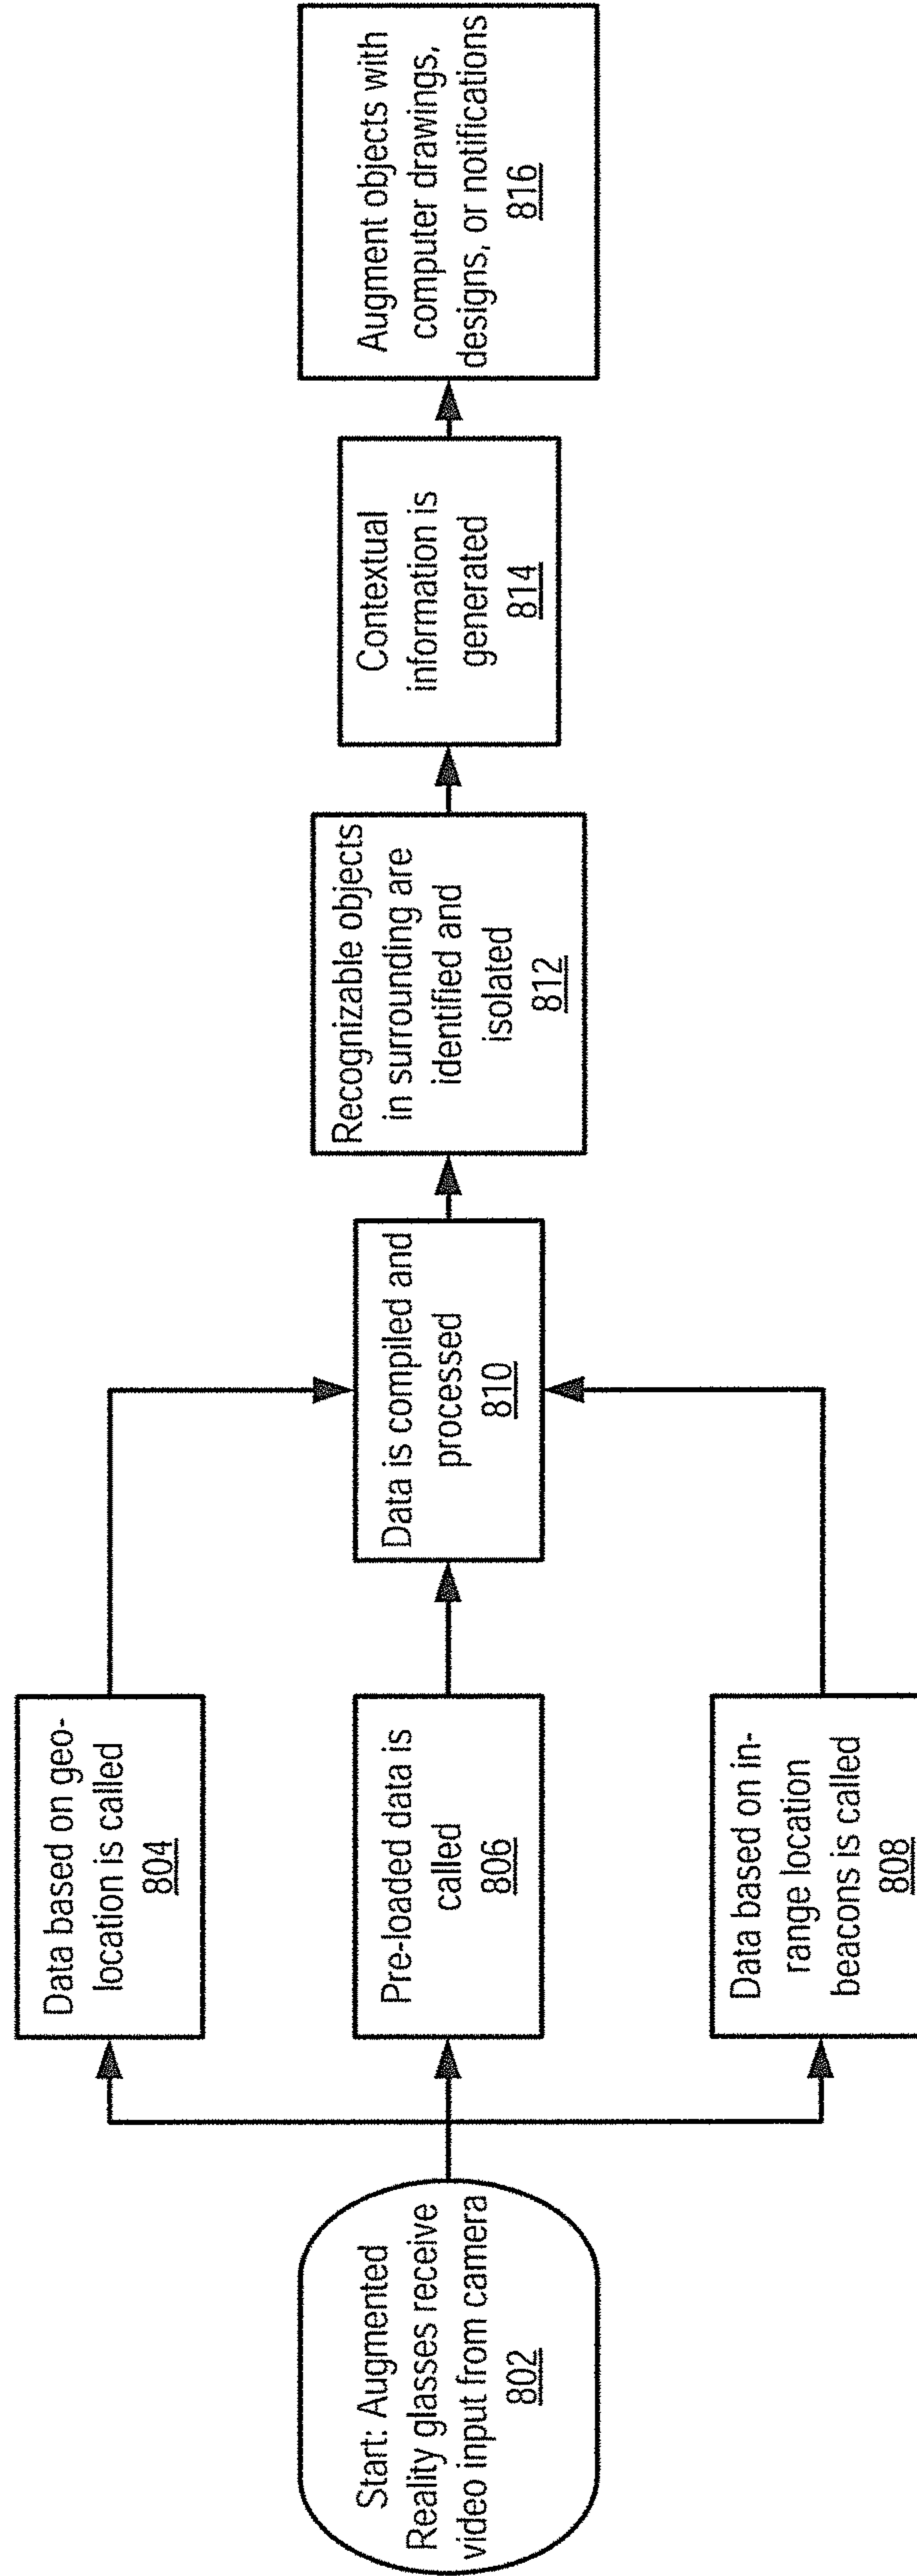 Start: Augmented
Reality glasses receive
video input from camera
802
Data based on geo-
location is called
804
Pre-loaded data is
called
806
Data based on in-
range location
beacons is called
808
Data is compiled and
processed
810
Recognizable objects
in surrounding are
identified and
isolated
812
Contextual
information is
generated
814
Augment objects with
computer drawings,
designs, or notifications
816